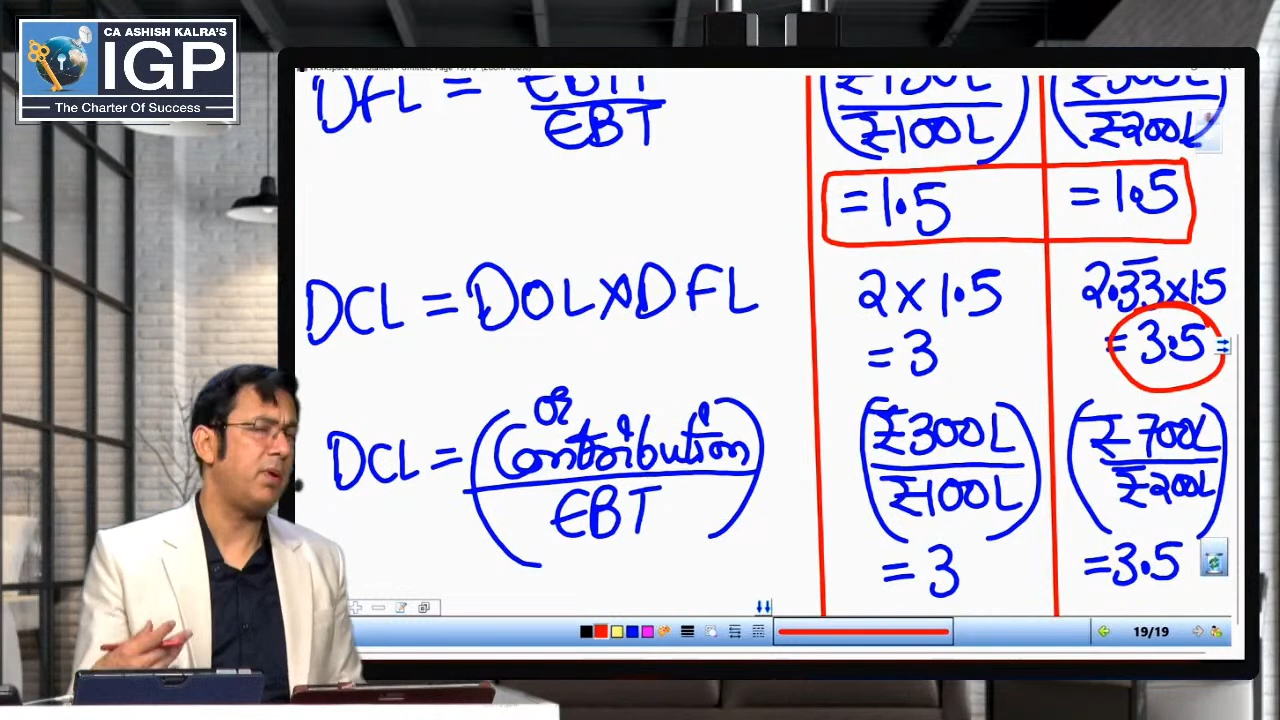 CA ASHISH KALRA'S
IGP
The Charter Of Success
DFL = EBIT / EBT
(₹150L / ₹100L) (₹300L / ₹200L)
= 1.5 = 1.5
DCL = DOL X DFL 2 x 1.5 2.33 x 1.5
= 3 = 3.5
or
DCL = (Contribution / EBT) (₹300L / ₹100L) (₹700L / ₹200L)
= 3 = 3.5
19/19